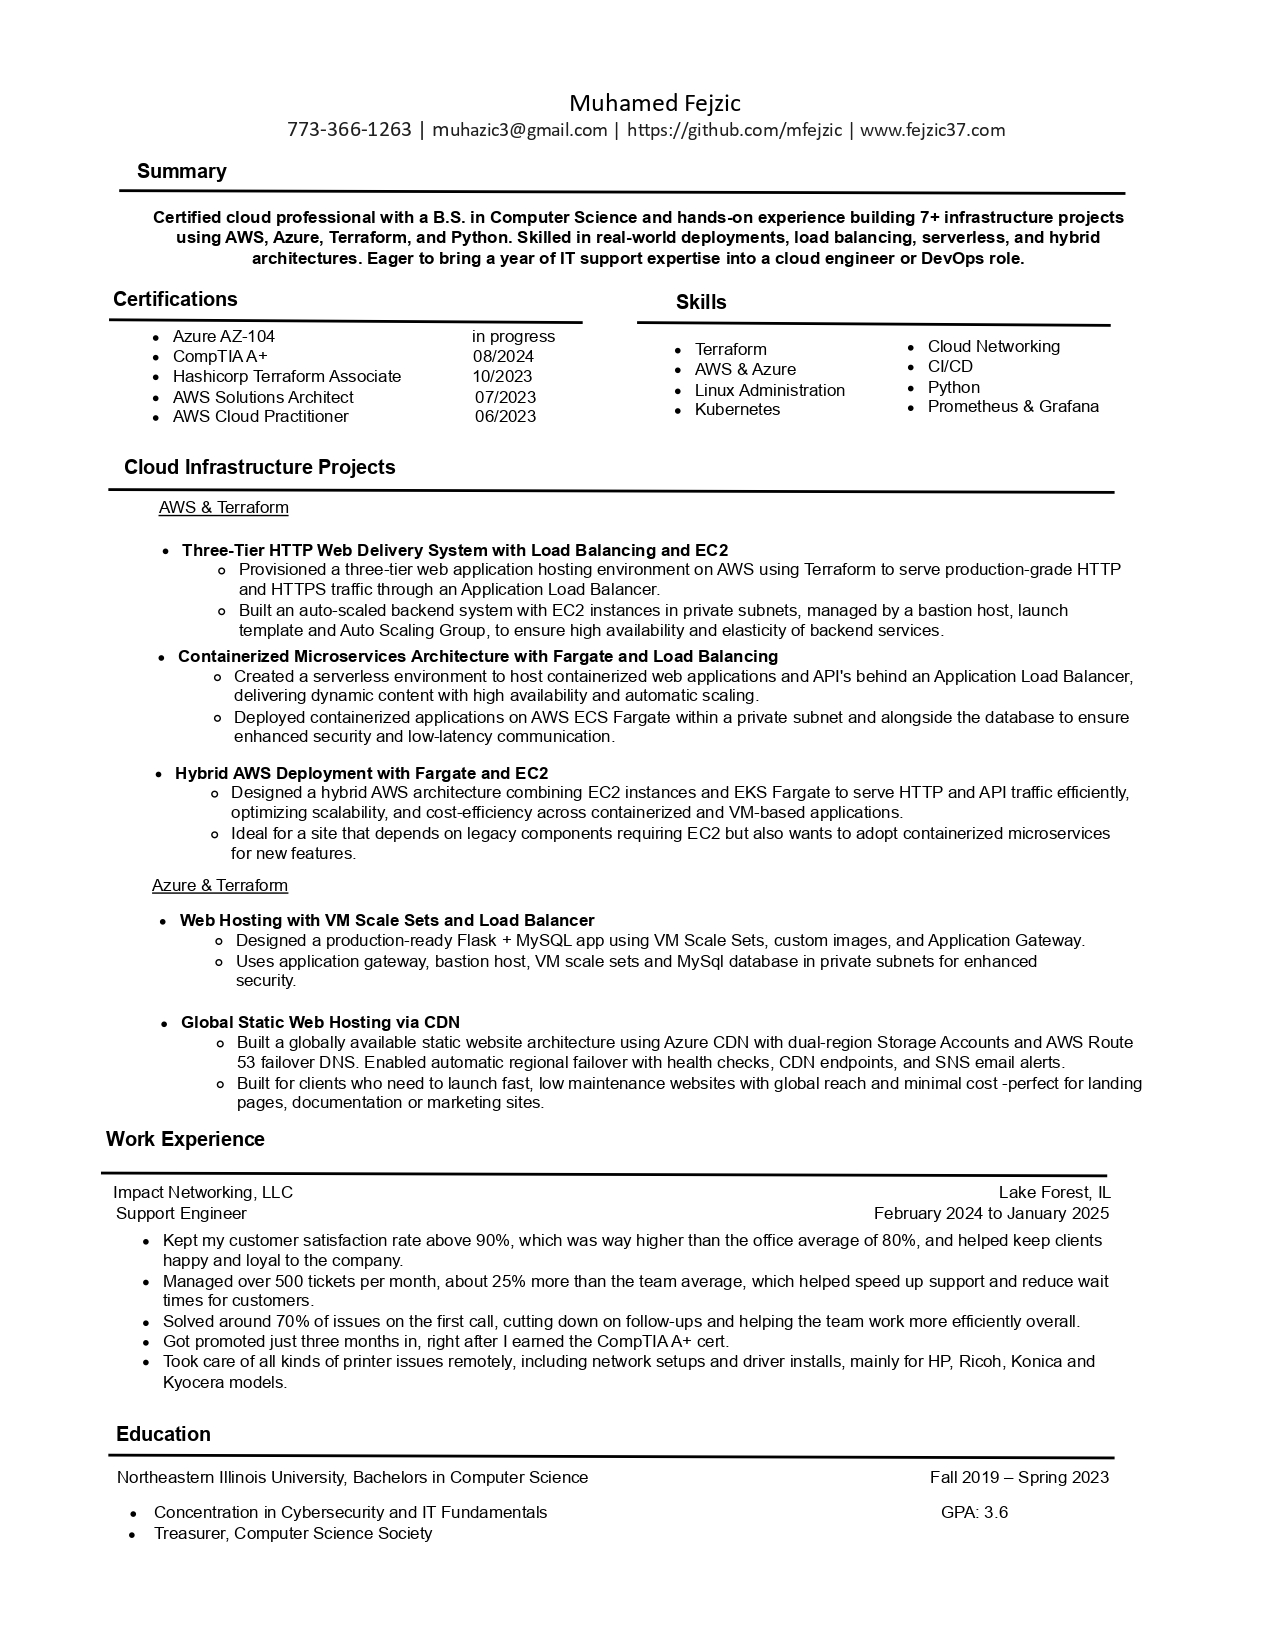 Muhamed Fejzic
773-366-1263 | muhazic3@gmail.com | https://github.com/mfejzic | www.fejzic37.com
Summary
Certified cloud professional with a B.S. in Computer Science and hands-on experience building 7+ infrastructure projects
using AWS, Azure, Terraform, and Python. Skilled in real-world deployments, load balancing, serverless, and hybrid
architectures. Eager to bring a year of IT support expertise into a cloud engineer or DevOps role.
Certifications
• Azure AZ-104 in progress
• CompTIA A+ 08/2024
• Hashicorp Terraform Associate 10/2023
• AWS Solutions Architect 07/2023
• AWS Cloud Practitioner 06/2023
Skills
• Terraform
• AWS & Azure
• Linux Administration
• Kubernetes
• Cloud Networking
• CI/CD
• Python
• Prometheus & Grafana
Cloud Infrastructure Projects
AWS & Terraform
• Three-Tier HTTP Web Delivery System with Load Balancing and EC2
○ Provisioned a three-tier web application hosting environment on AWS using Terraform to serve production-grade HTTP
and HTTPS traffic through an Application Load Balancer.
○ Built an auto-scaled backend system with EC2 instances in private subnets, managed by a bastion host, launch
template and Auto Scaling Group, to ensure high availability and elasticity of backend services.
• Containerized Microservices Architecture with Fargate and Load Balancing
○ Created a serverless environment to host containerized web applications and API's behind an Application Load Balancer,
delivering dynamic content with high availability and automatic scaling.
○ Deployed containerized applications on AWS ECS Fargate within a private subnet and alongside the database to ensure
enhanced security and low-latency communication.
• Hybrid AWS Deployment with Fargate and EC2
○ Designed a hybrid AWS architecture combining EC2 instances and EKS Fargate to serve HTTP and API traffic efficiently,
optimizing scalability, and cost-efficiency across containerized and VM-based applications.
○ Ideal for a site that depends on legacy components requiring EC2 but also wants to adopt containerized microservices
for new features.
Azure & Terraform
• Web Hosting with VM Scale Sets and Load Balancer
○ Designed a production-ready Flask + MySQL app using VM Scale Sets, custom images, and Application Gateway.
○ Uses application gateway, bastion host, VM scale sets and MySql database in private subnets for enhanced
security.
• Global Static Web Hosting via CDN
○ Built a globally available static website architecture using Azure CDN with dual-region Storage Accounts and AWS Route
53 failover DNS. Enabled automatic regional failover with health checks, CDN endpoints, and SNS email alerts.
○ Built for clients who need to launch fast, low maintenance websites with global reach and minimal cost -perfect for landing
pages, documentation or marketing sites.
Work Experience
Impact Networking, LLC Lake Forest, IL
Support Engineer February 2024 to January 2025
• Kept my customer satisfaction rate above 90%, which was way higher than the office average of 80%, and helped keep clients
happy and loyal to the company.
• Managed over 500 tickets per month, about 25% more than the team average, which helped speed up support and reduce wait
times for customers.
• Solved around 70% of issues on the first call, cutting down on follow-ups and helping the team work more efficiently overall.
• Got promoted just three months in, right after I earned the CompTIA A+ cert.
• Took care of all kinds of printer issues remotely, including network setups and driver installs, mainly for HP, Ricoh, Konica and
Kyocera models.
Education
Northeastern Illinois University, Bachelors in Computer Science Fall 2019 – Spring 2023
• Concentration in Cybersecurity and IT Fundamentals GPA: 3.6
• Treasurer, Computer Science Society